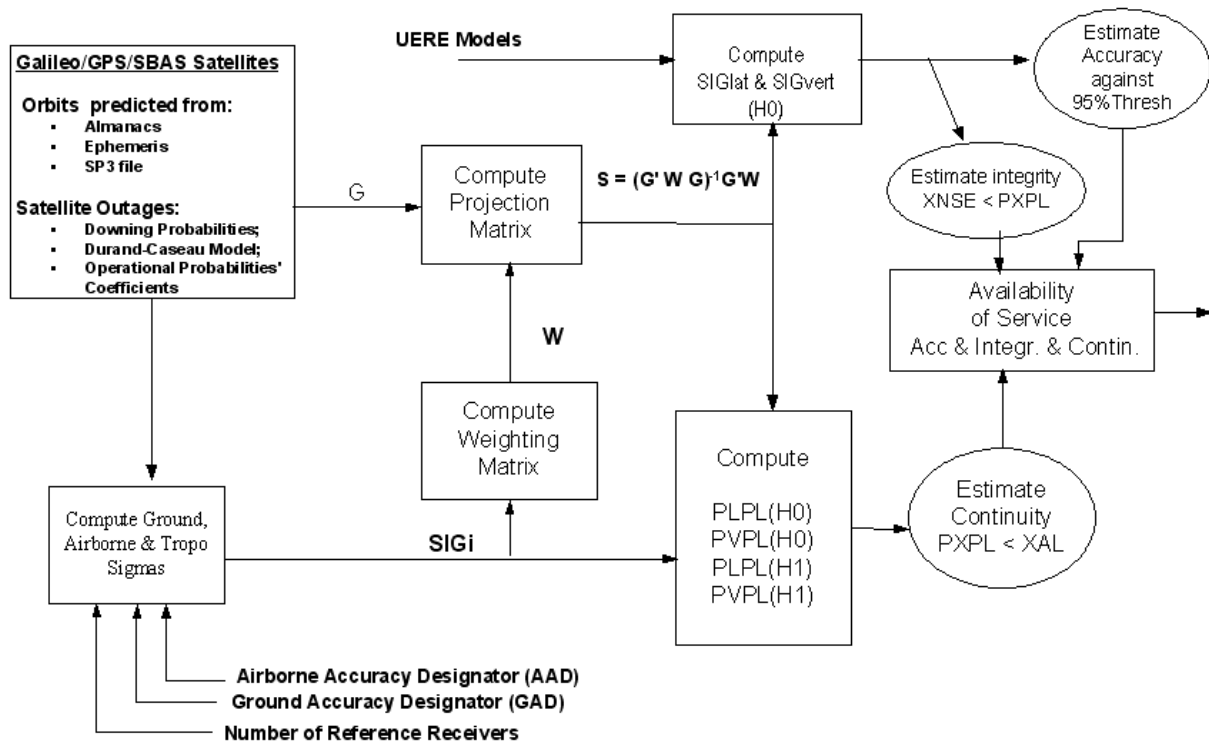 Galileo/GPS/SBAS Satellites
Orbits predicted from:
▪ Almanacs
▪ Ephemeris
▪ SP3 file
Satellite Outages:
▪ Downing Probabilities;
▪ Durand-Caseau Model;
▪ Operational Probabilities'
Coefficients
UERE Models
Compute
SIGlat & SIGvert
(H0)
Estimate
Accuracy
against
95%Thresh
G
Compute
Projection
Matrix
S = (G' W G)-1G'W
Estimate integrity
XNSE < PXPL
Availability
of Service
Acc & Integr. & Contin.
W
Compute
Weighting
Matrix
Compute
PLPL(H0)
PVPL(H0)
PLPL(H1)
PVPL(H1)
Estimate
Continuity
PXPL < XAL
Compute Ground,
Airborne & Tropo
Sigmas
SIGi
Airborne Accuracy Designator (AAD)
Ground Accuracy Designator (GAD)
Number of Reference Receivers